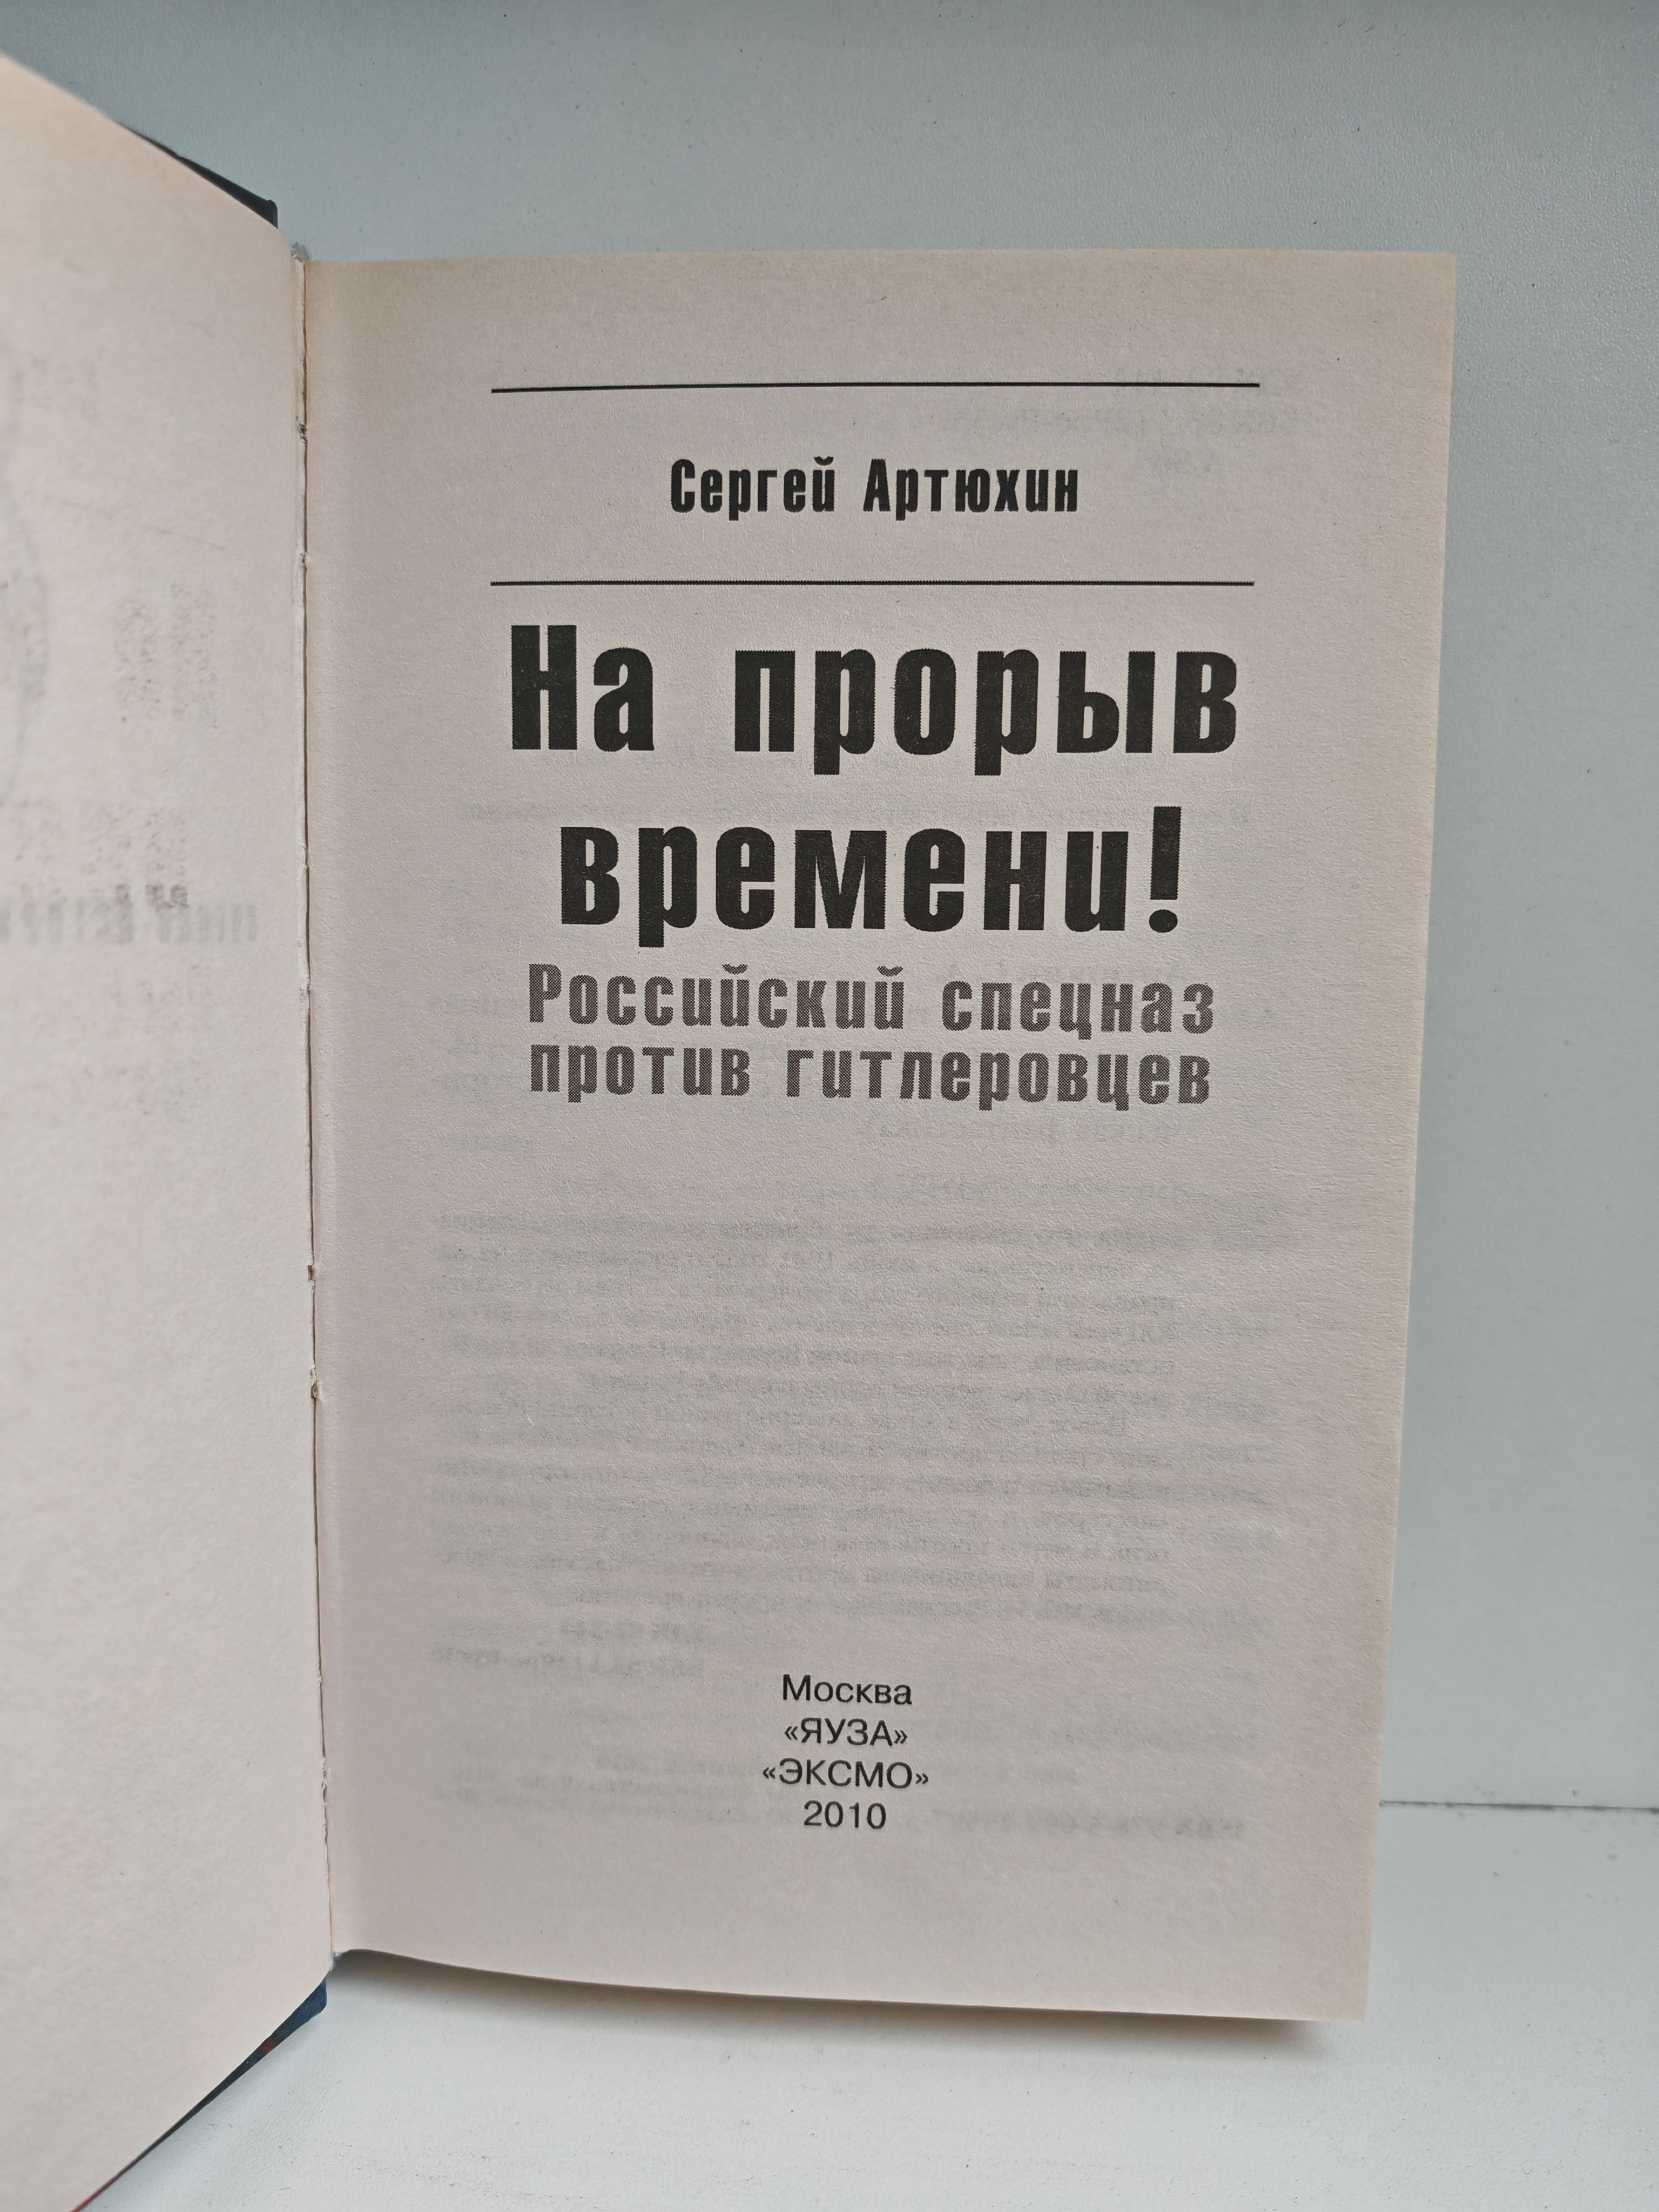 Сергей Артюхин
На прорыв
времени!
Российский спецназ
против гитлеровцев
Москва
«ЯУЗА»
«ЭКСМО»
2010